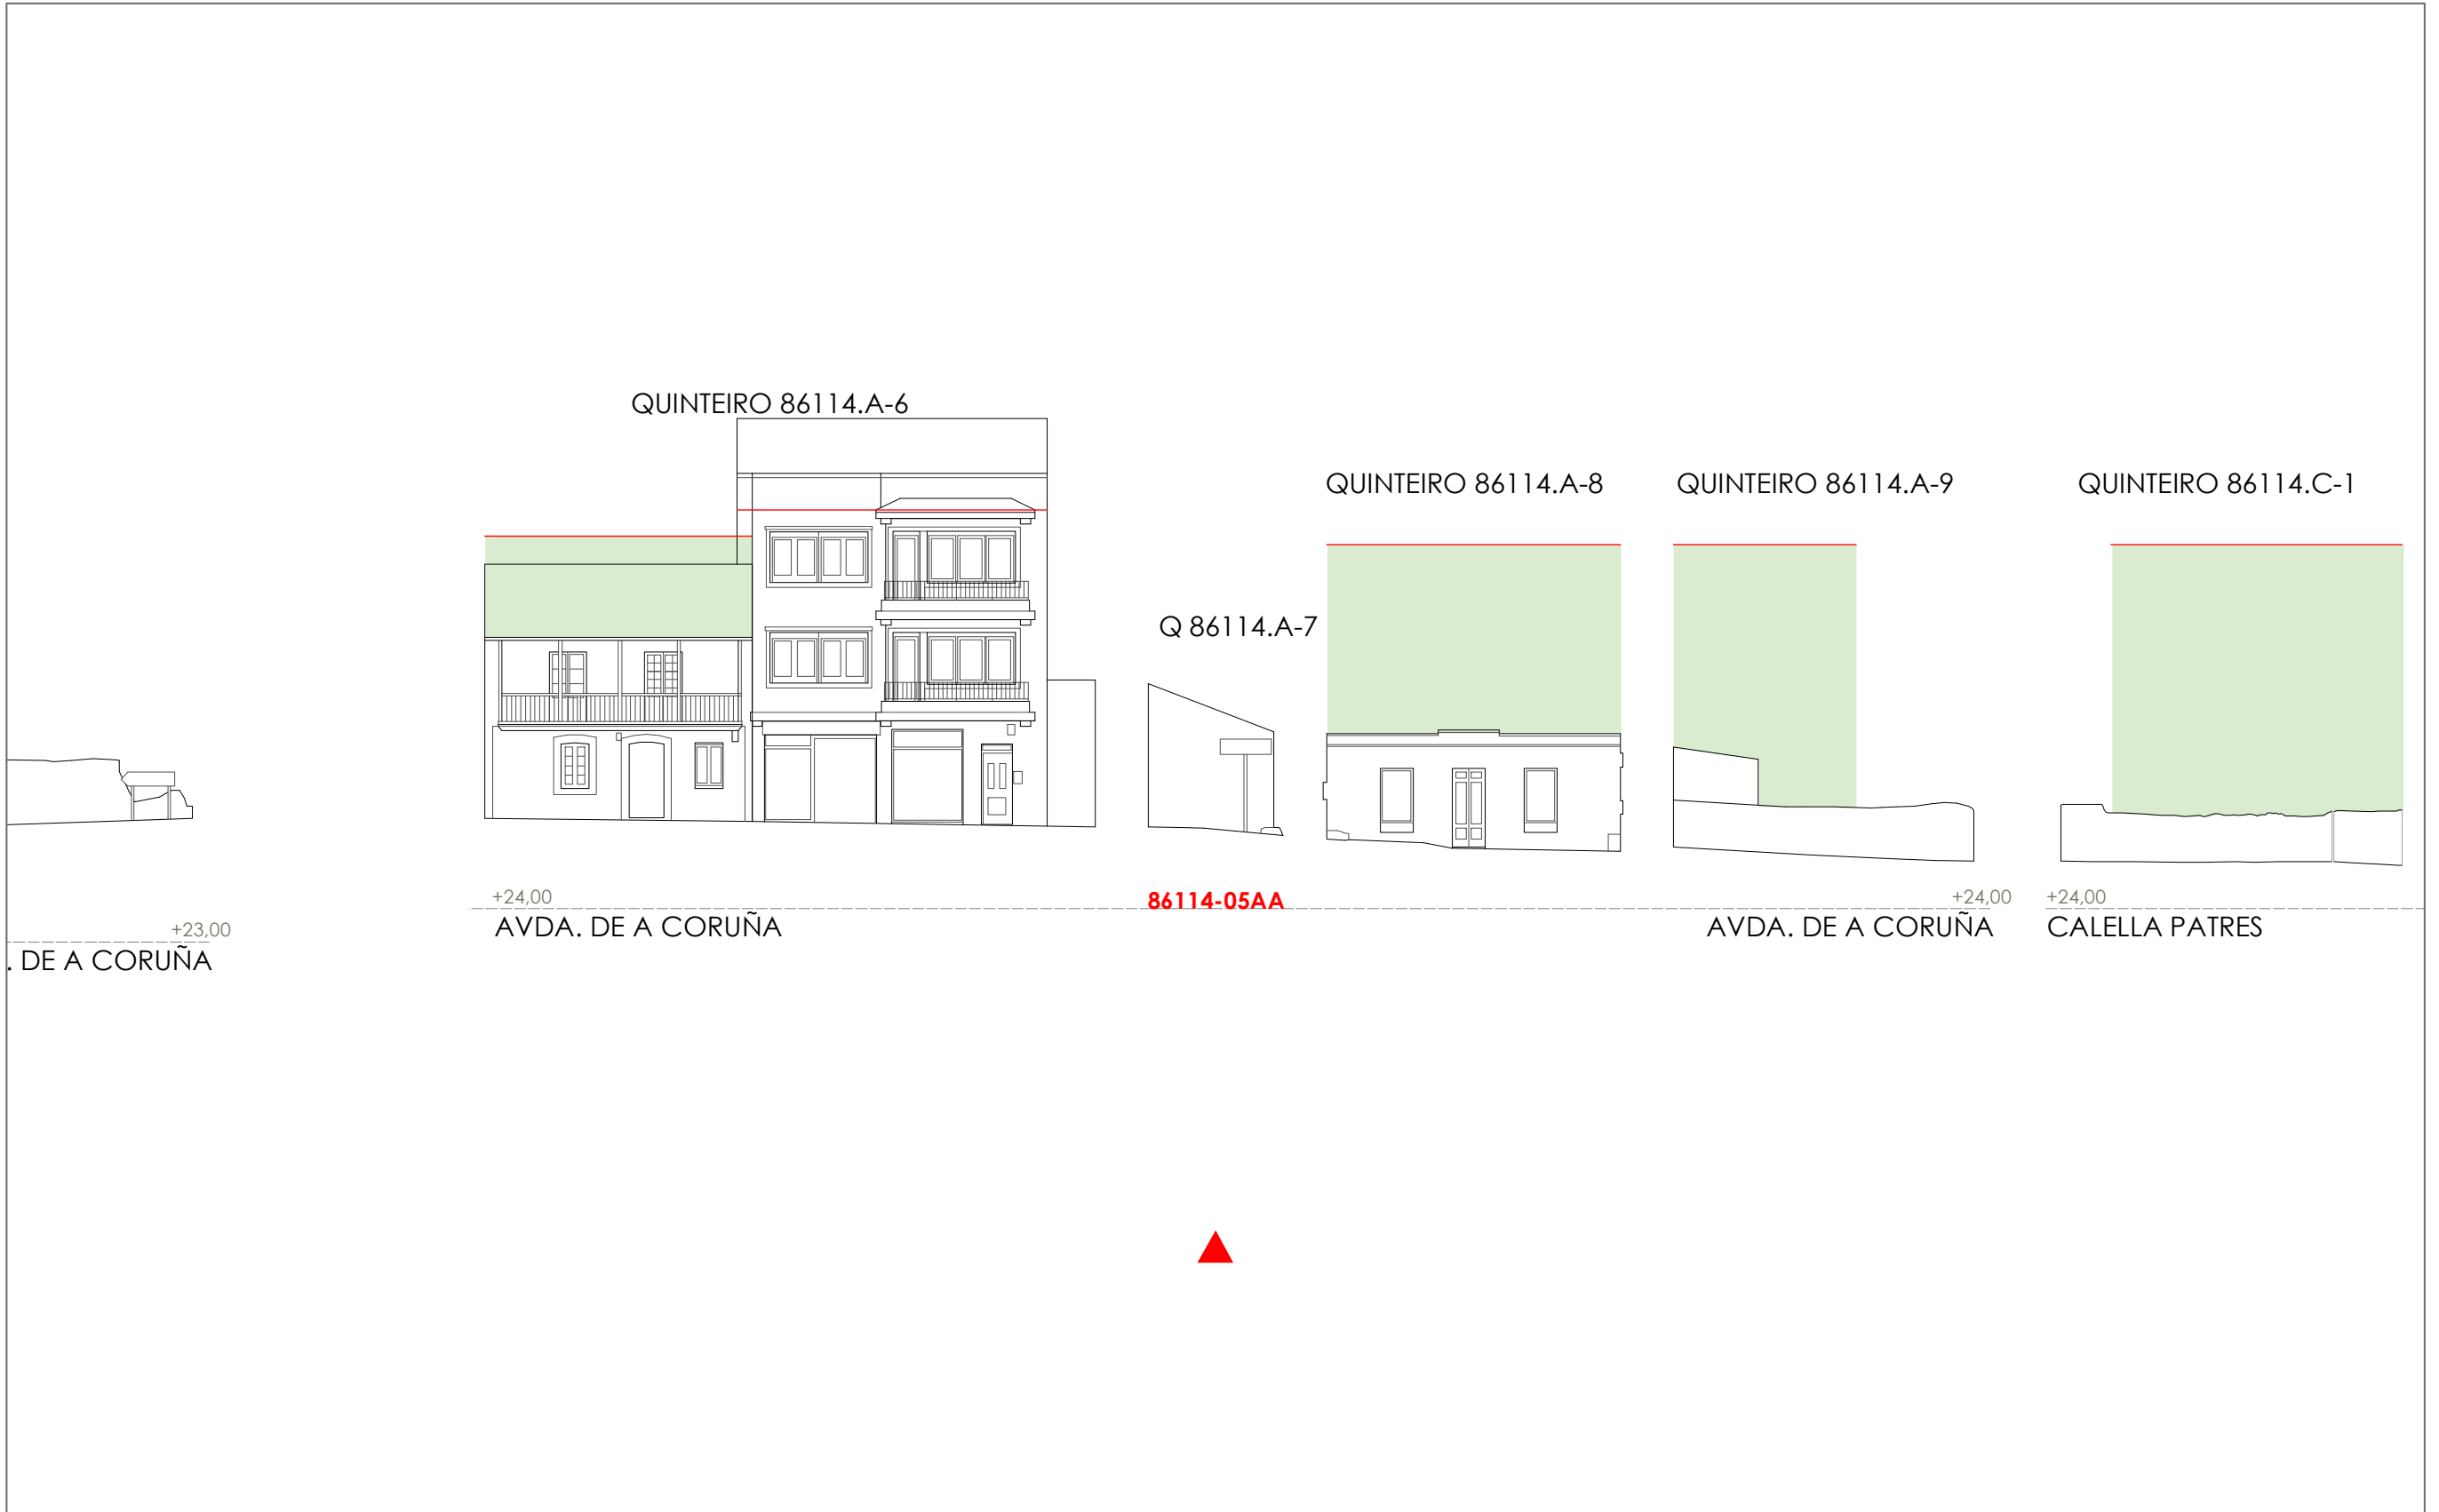 QUINTEIRO 86114.A-6
QUINTEIRO 86114.A-8
QUINTEIRO 86114.A-9
QUINTEIRO 86114.C-1
Q 86114.A-7
+24,00
86114-05AA
+24,00
+24,00
AVDA. DE A CORUÑA
AVDA. DE A CORUÑA
CALELLA PATRES
+23,00
. DE A CORUÑA